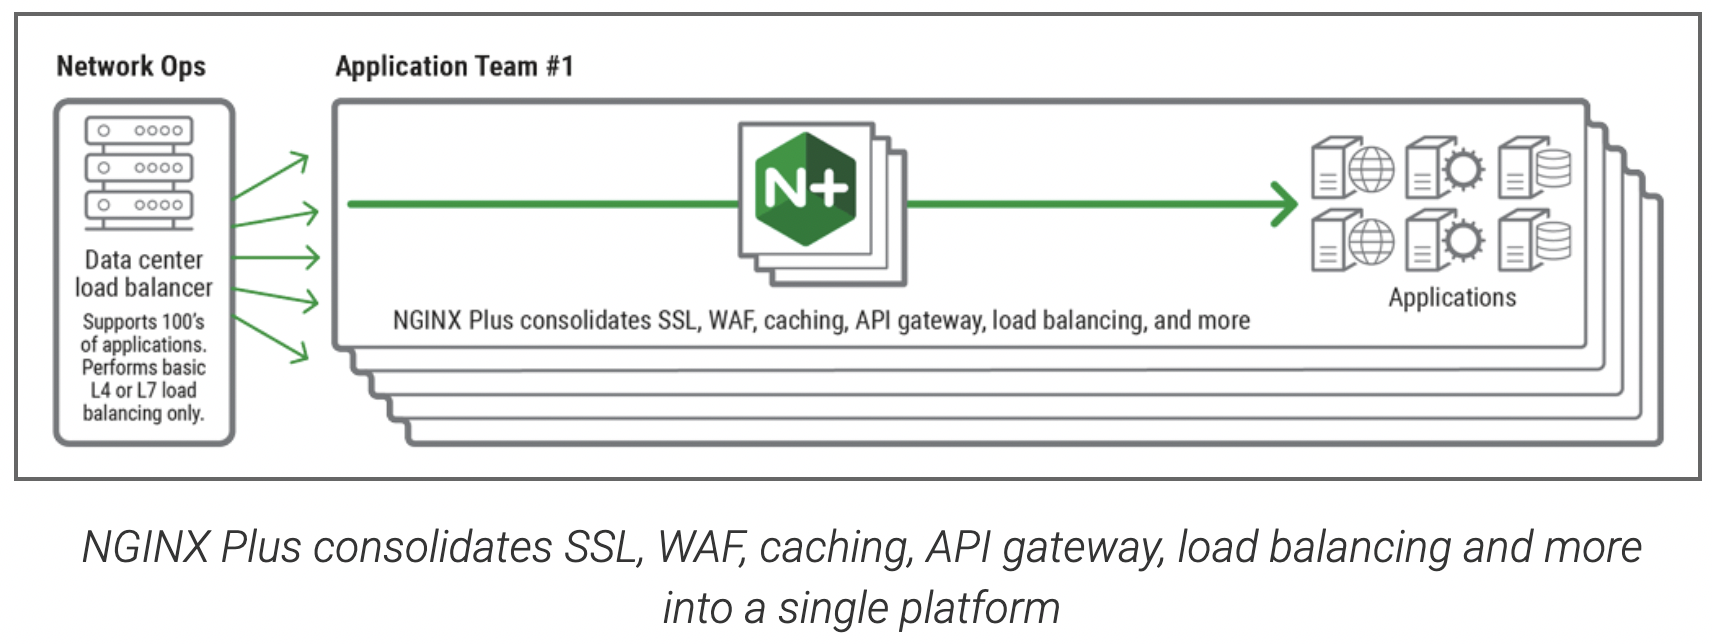 Network Ops
Application Team #1
N+
Data center
load balancer
Supports 100's
of applications.
Performs basic
L4 or L7 load
balancing only.
NGINX Plus consolidates SSL, WAF, caching, API gateway, load balancing, and more
Applications
NGINX Plus consolidates SSL, WAF, caching, API gateway, load balancing and more
into a single platform